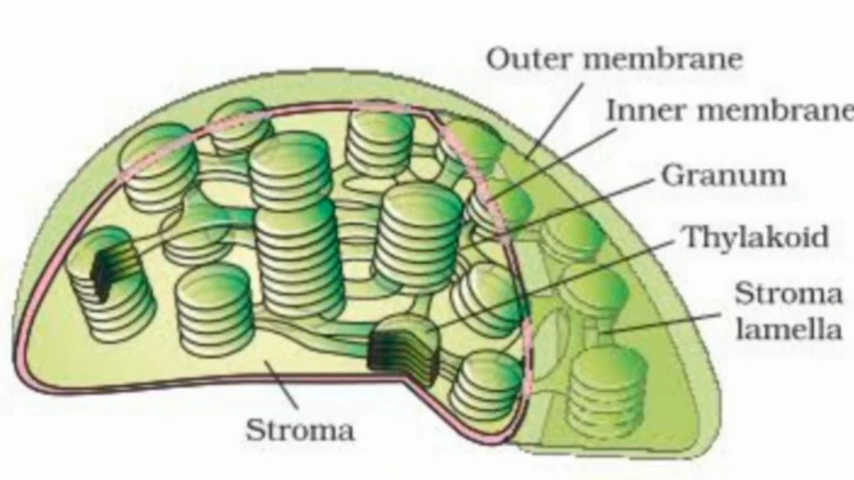 Outer membrane
Inner membrane
Granum
Thylakoid
Stroma
lamella
Stroma